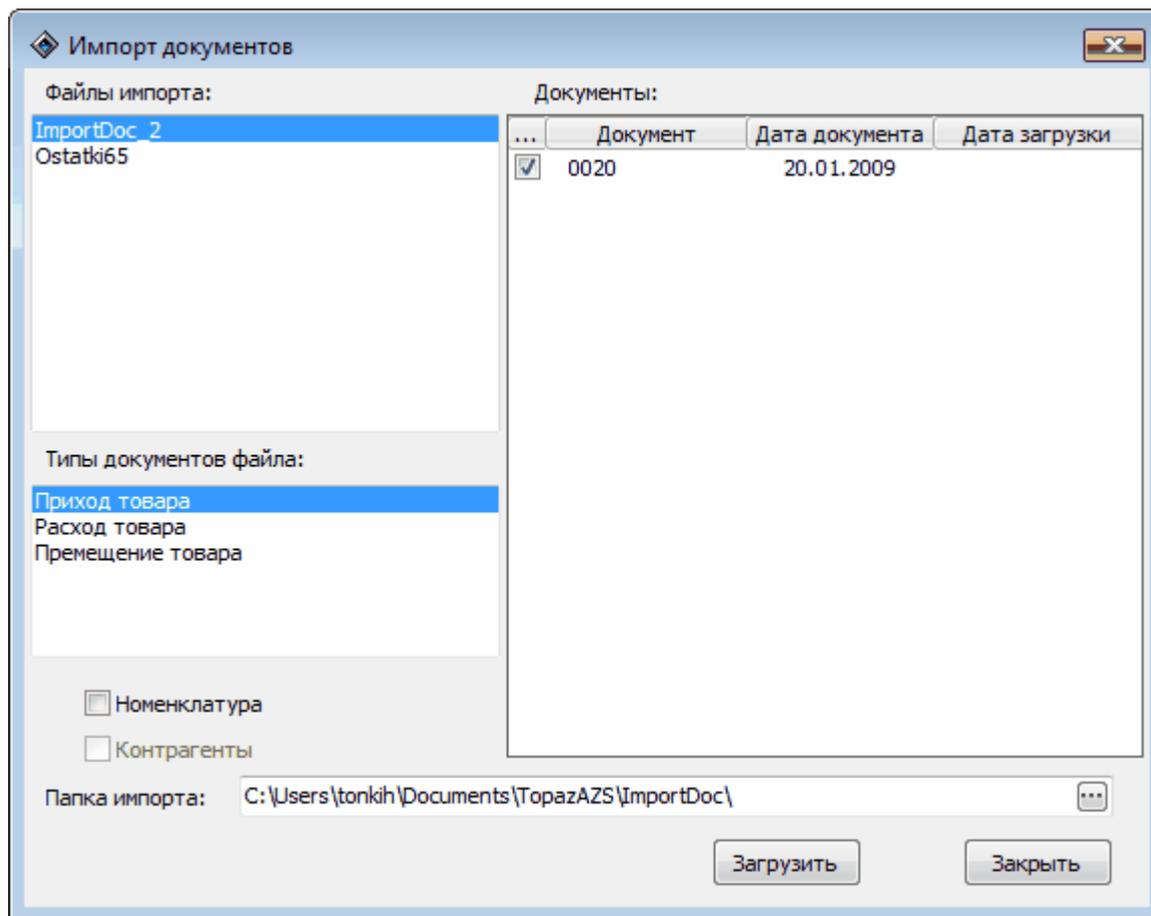 Импорт документов
Файлы импорта:
ImportDoc_2
Ostatki65
Типы документов файла:
Приход товара
Расход товара
Премещение товара
Номенклатура
Контрагенты
Документы:
... Документ Дата документа Дата загрузки
0020 20.01.2009
Папка импорта: C:\Users\tonkih\Documents\TopazAZS\ImportDoc\ ...
Загрузить Закрыть